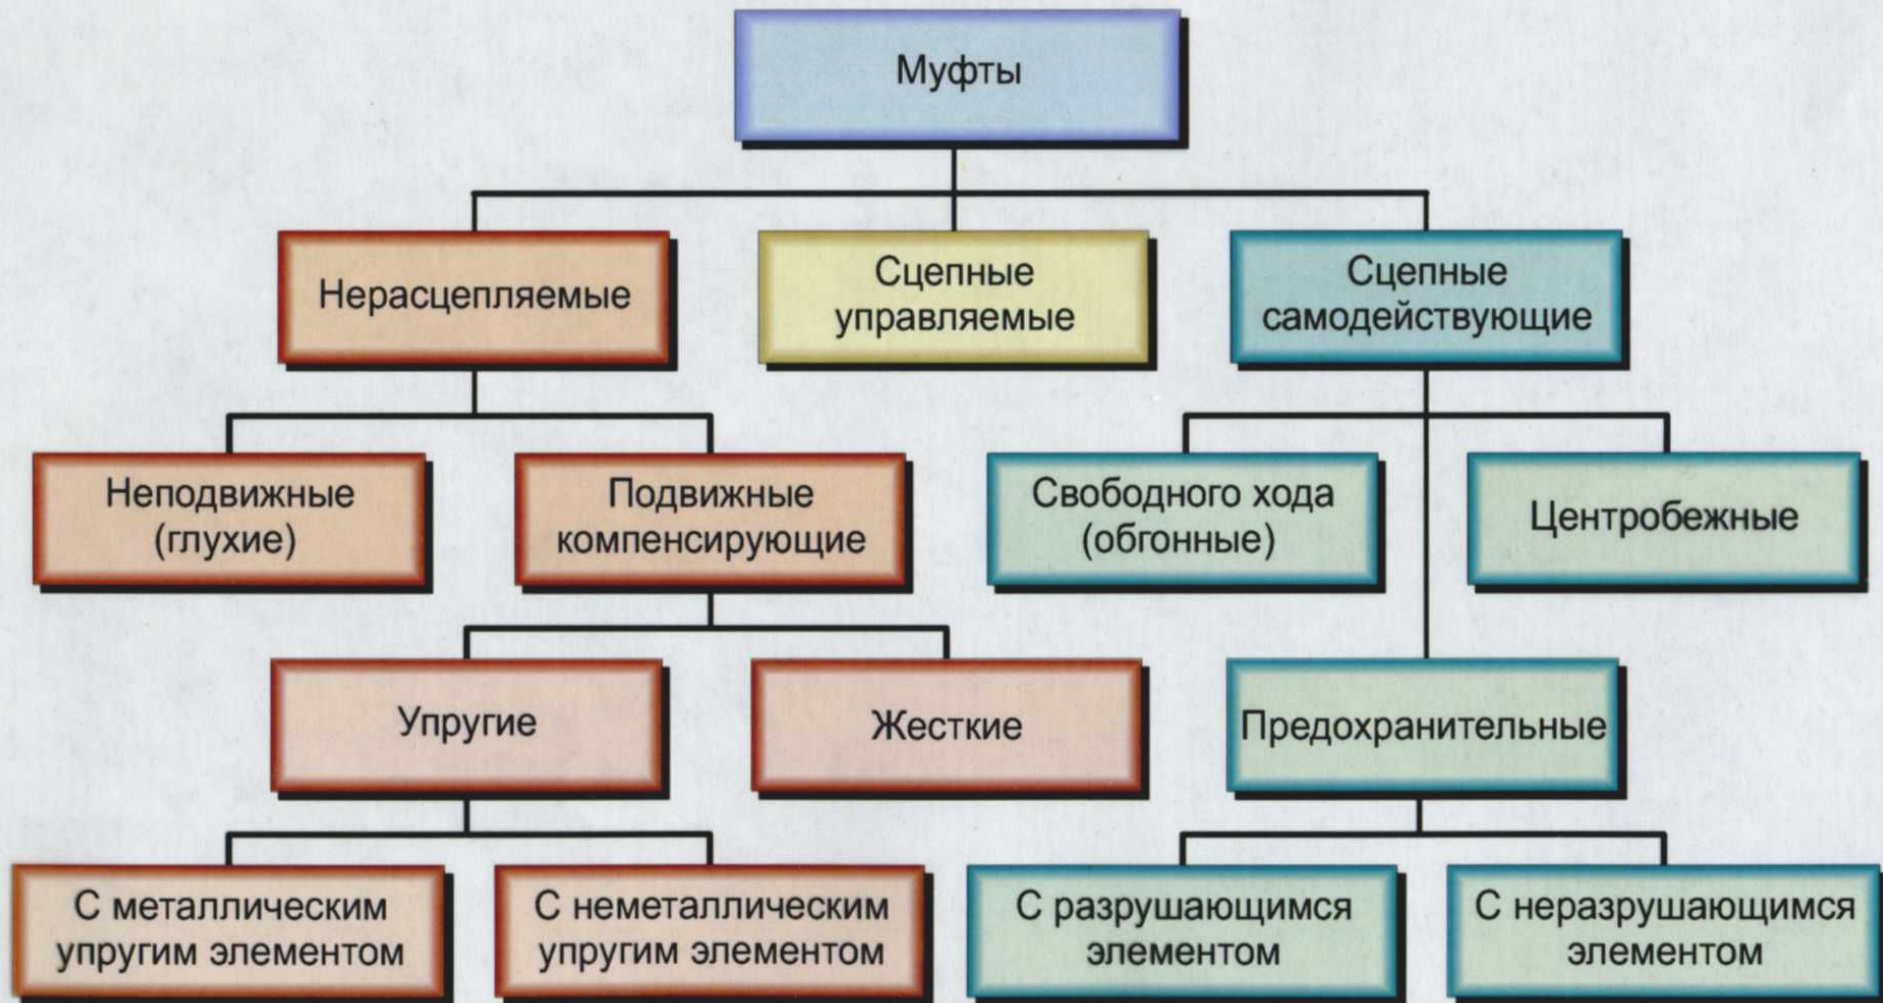 Муфты
Нерасцепляемые
Сцепные
управляемые
Сцепные
самодействующие
Неподвижные
(глухие)
Подвижные
компенсирующие
Свободного хода
(обгонные)
Центробежные
Упругие
Жесткие
Предохранительные
С металлическим
упругим элементом
С неметаллическим
упругим элементом
С разрушающимся
элементом
С неразрушающимся
элементом